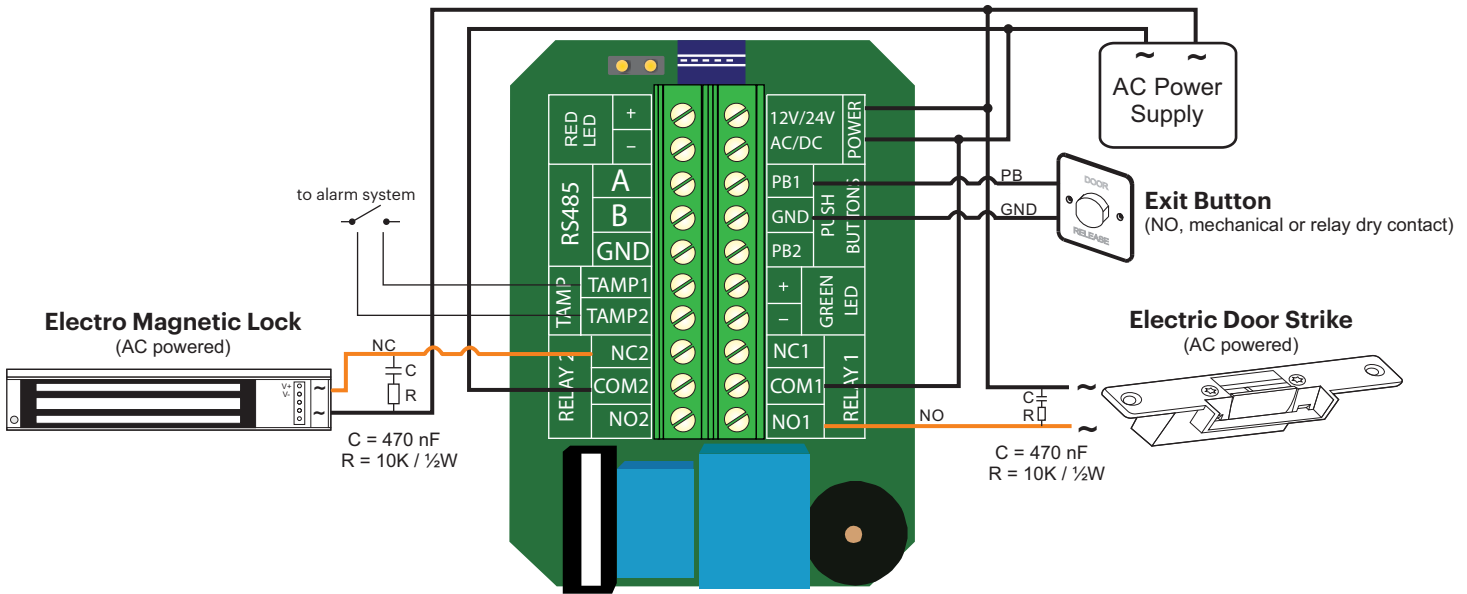 AC Power
Supply
~ ~
RED
LED
+
–
RS485
A
B
GND
TAMP
TAMP1
TAMP2
RELAY 2
NC2
COM2
NO2
12V/24V
AC/DC
POWER
PB1
GND
PB2
PUSH
BUTTONS
+
–
GREEN
LED
NC1
COM1
NO1
RELAY 1
to alarm system
PB
GND
DOOR
RELEASE
Exit Button
(NO, mechanical or relay dry contact)
Electro Magnetic Lock
(AC powered)
NC
V+
V-
~
~
C
R
C = 470 nF
R = 10K / ½W
Electric Door Strike
(AC powered)
~
~
C
R
NO
C = 470 nF
R = 10K / ½W